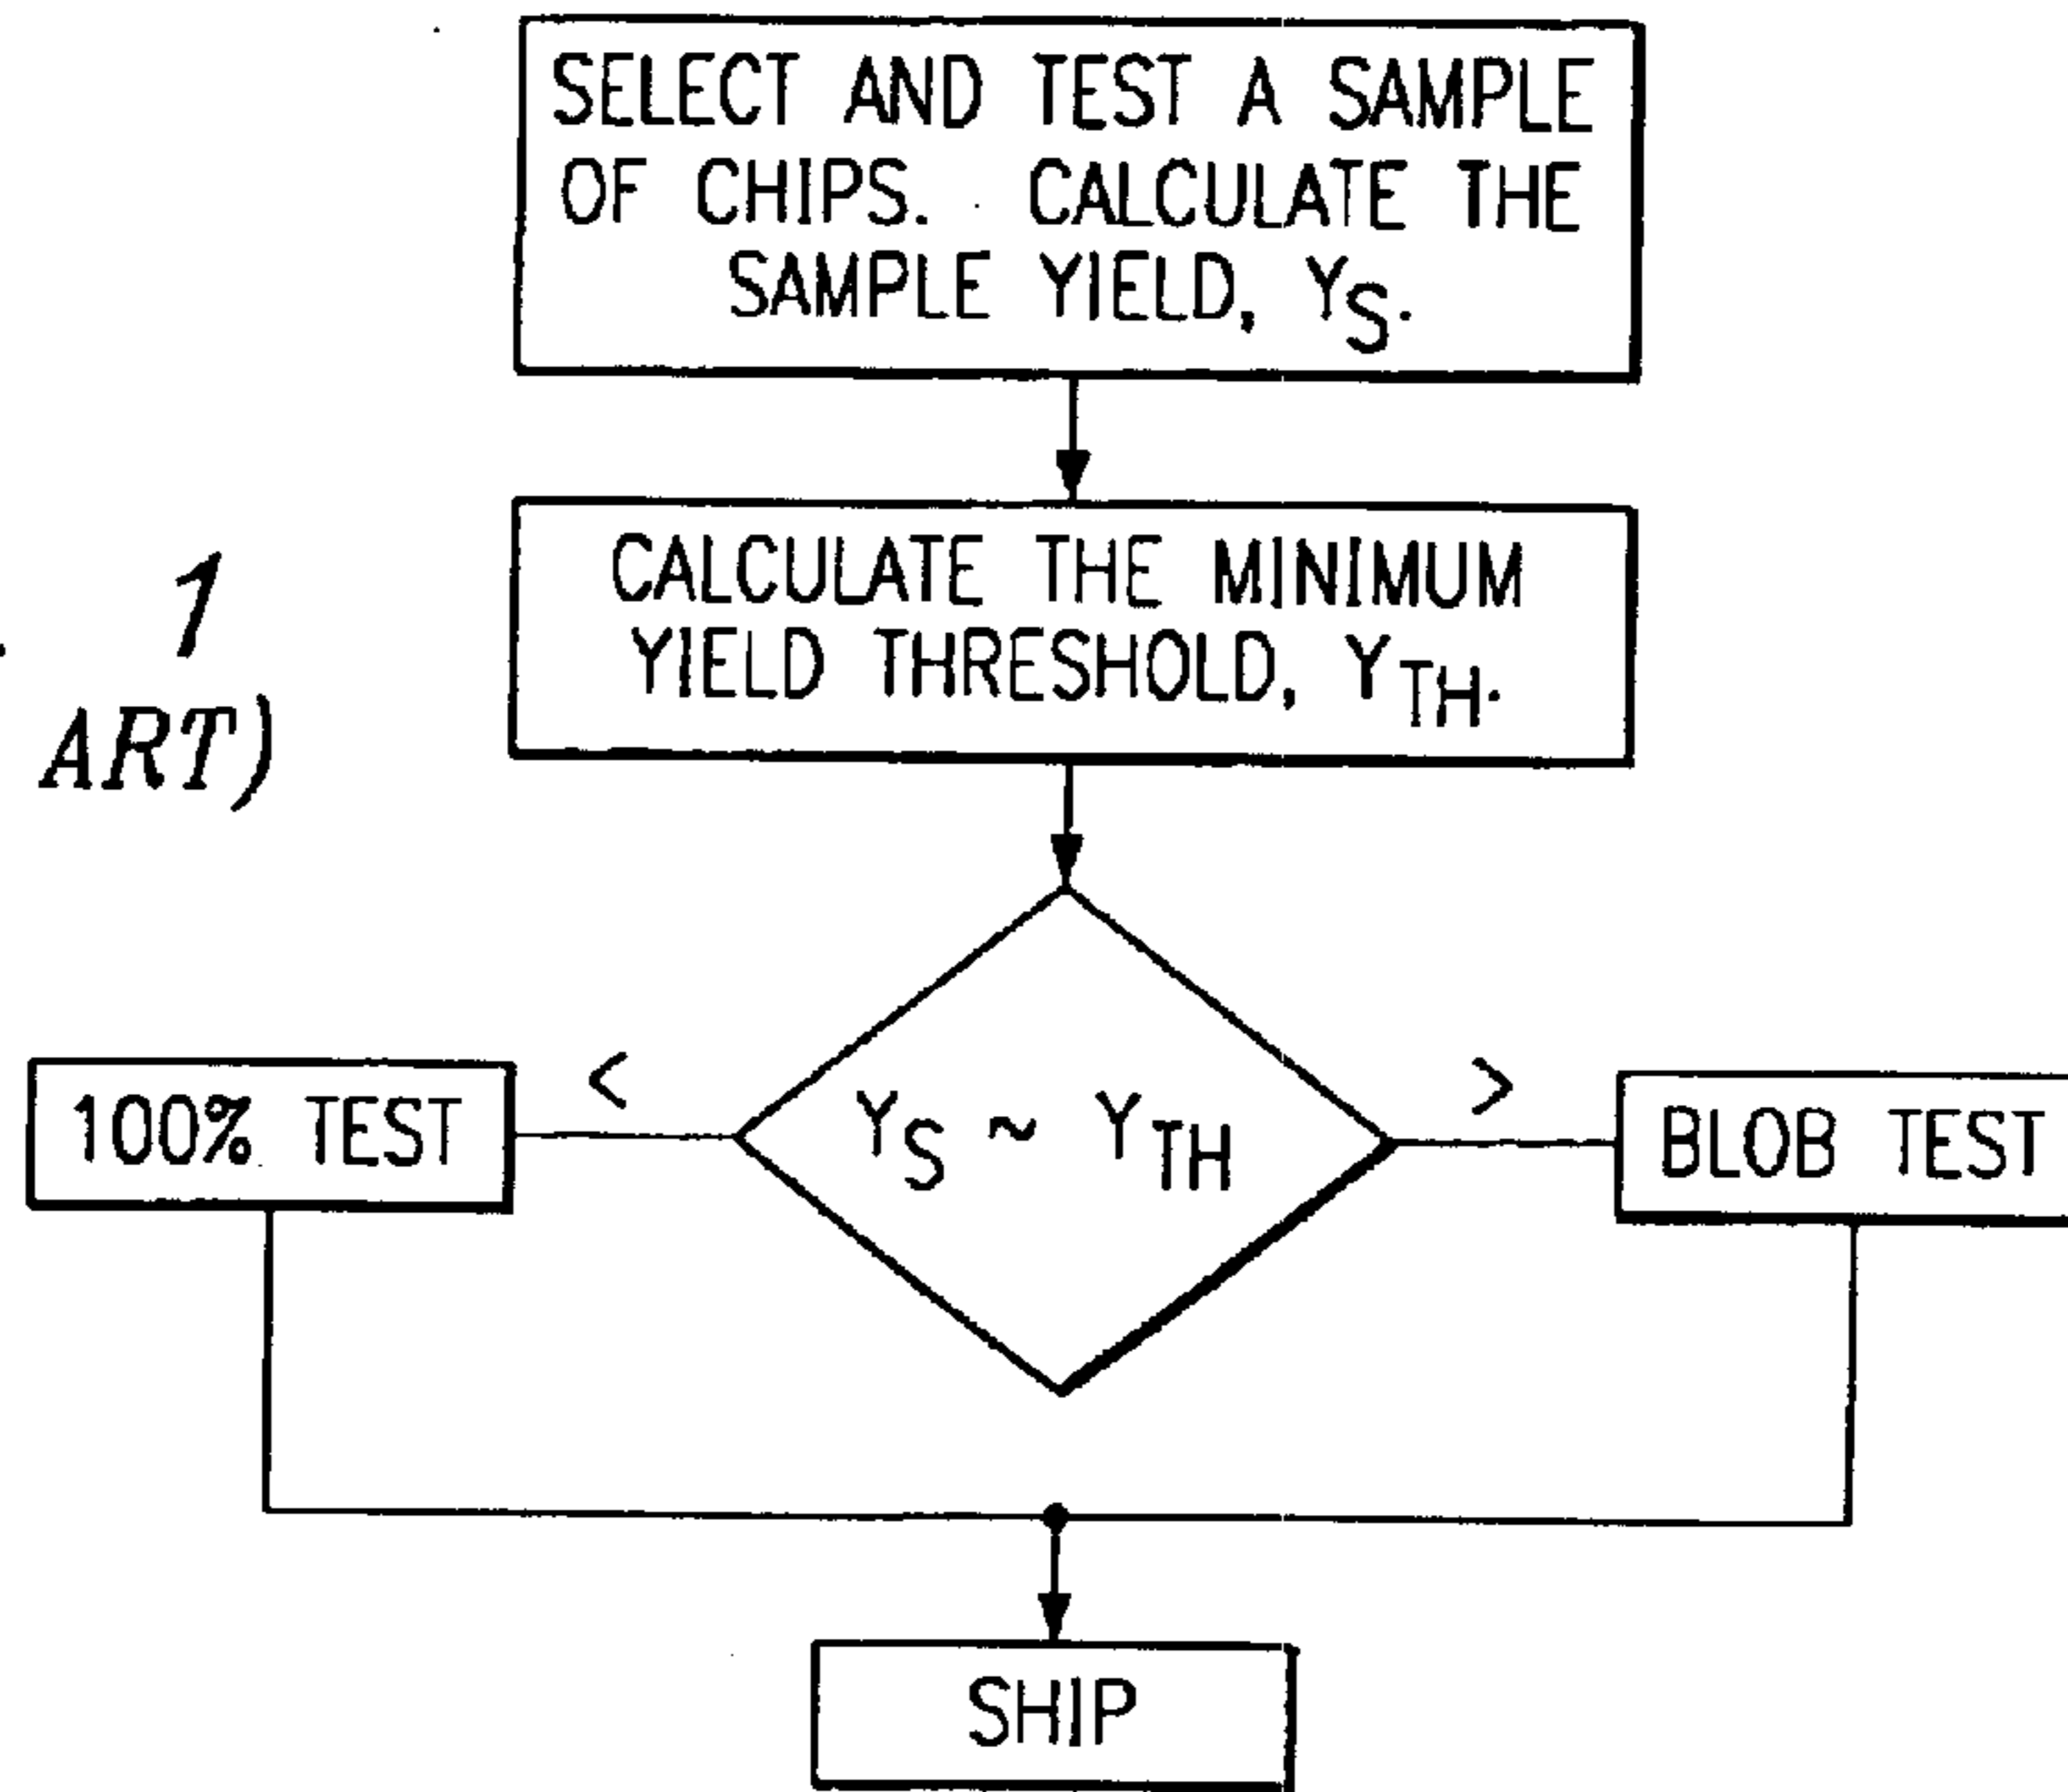 SELECT AND TEST A SAMPLE
OF CHIPS. CALCULATE THE
SAMPLE YIELD, YS.
CALCULATE THE MINIMUM
YIELD THRESHOLD, YTH.
1
ART)
<
>
100% TEST
YS ~ YTH
BLOB TEST
SHIP